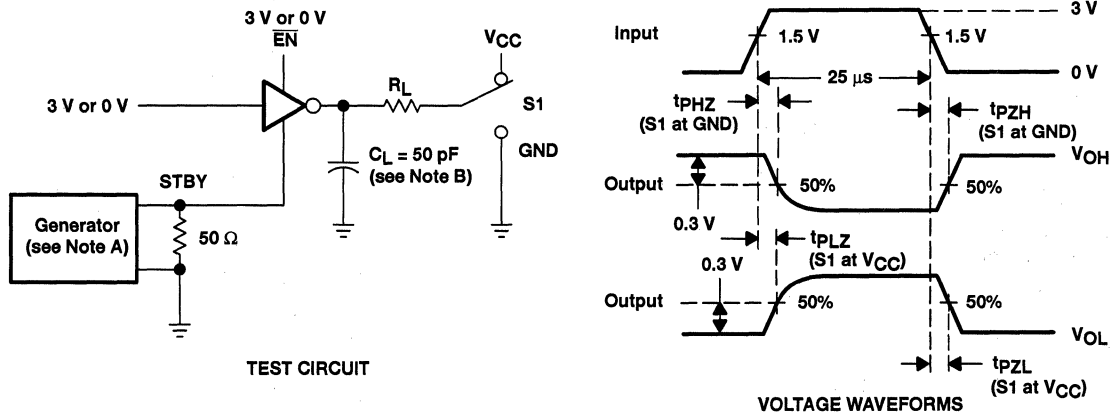 3 V or 0 V
EN
3 V or 0 V
VCC
RL
S1
CL = 50 pF
(see Note B)
GND
STBY
Generator
(see Note A)
50 Ω
TEST CIRCUIT
Input
3 V
1.5 V
1.5 V
0 V
25 μs
tPHZ
(S1 at GND)
tPZH
(S1 at GND)
VOH
Output
50%
50%
0.3 V
tPLZ
(S1 at VCC)
0.3 V
Output
50%
50%
VOL
tPZL
(S1 at VCC)
VOLTAGE WAVEFORMS